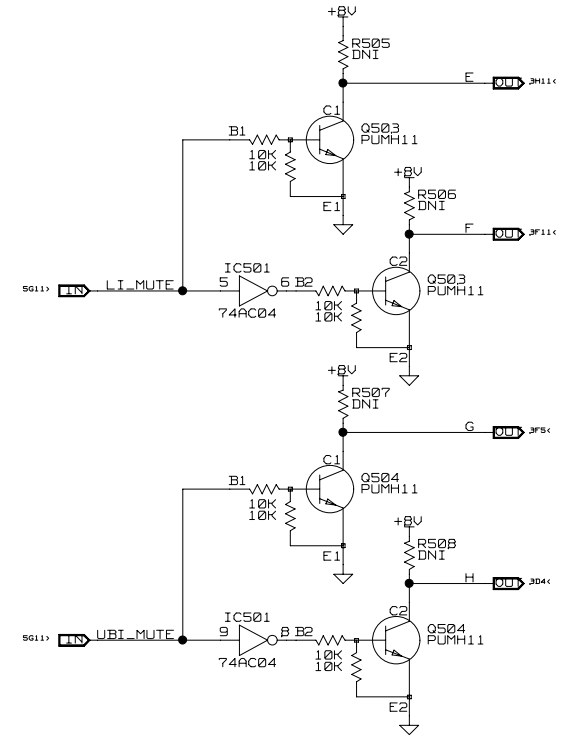 +8V
R505
DNI
E OUT 3H11<
C1
B1
Q503
PUMH11
10K
10K
+8V
E1
R506
DNI
F OUT 3F11<
C2
IC501
Q503
PUMH11
5G11> IN LI_MUTE 5 6 B2
10K
10K
74AC04
E2
+8V
R507
DNI
G OUT 3F5<
C1
B1
Q504
PUMH11
10K
10K
+8V
R508
DNI
E1
H OUT 3D4<
C2
IC501
Q504
PUMH11
5G11> IN UBI_MUTE 9 8 B2
10K
10K
74AC04
E2